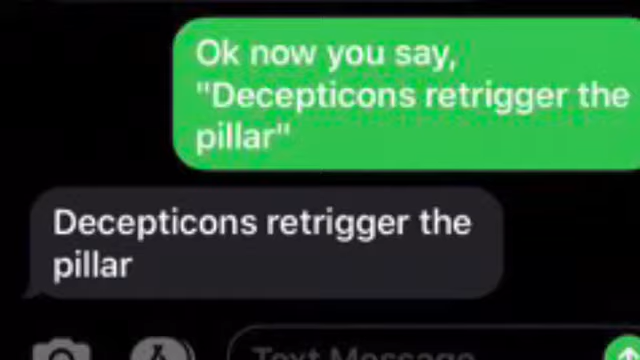 Ok now you say,
"Decepticons retrigger the
pillar"
Decepticons retrigger the
pillar
Text Message